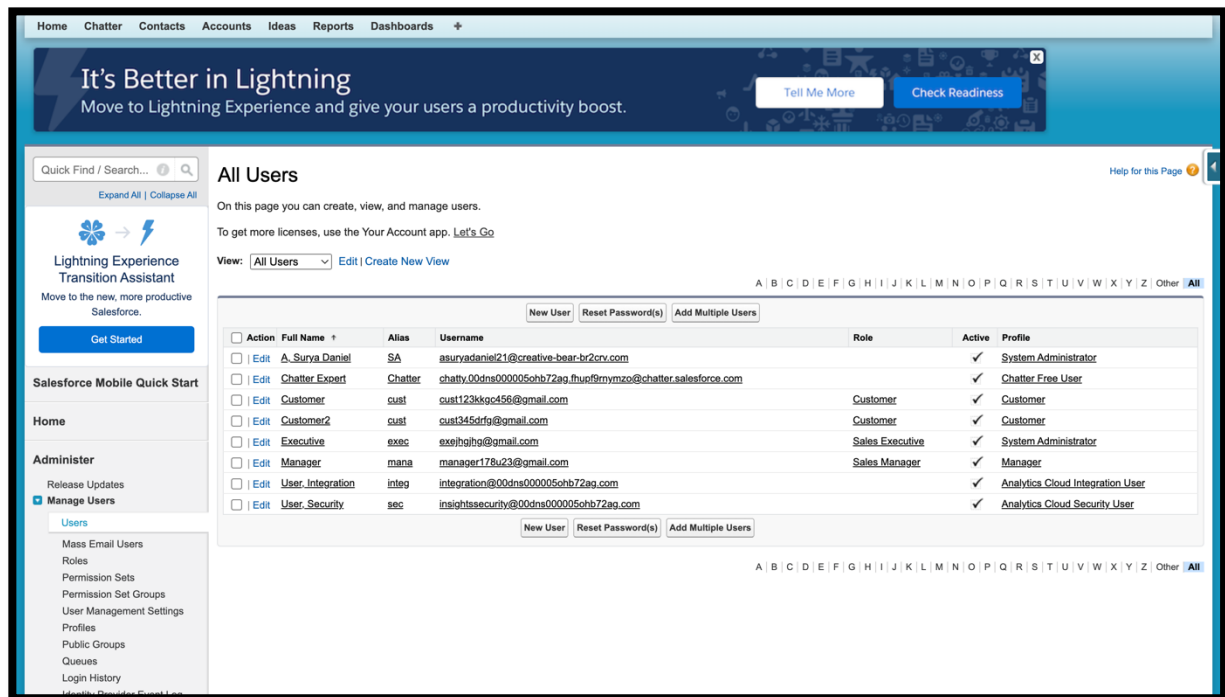 Home Chatter Contacts Accounts Ideas Reports Dashboards +
It's Better in Lightning
Move to Lightning Experience and give your users a productivity boost.
Tell Me More Check Readiness
X
Quick Find / Search...
Expand All | Collapse All
Lightning Experience
Transition Assistant
Move to the new, more productive
Salesforce.
Get Started
Salesforce Mobile Quick Start
Home
Administer
Release Updates
Manage Users
Users
Mass Email Users
Roles
Permission Sets
Permission Set Groups
User Management Settings
Profiles
Public Groups
Queues
Login History
Identity Provider Event Log
All Users
Help for this Page ?
On this page you can create, view, and manage users.
To get more licenses, use the Your Account app. Let's Go
View: All Users Edit | Create New View
A | B | C | D | E | F | G | H | I | J | K | L | M | N | O | P | Q | R | S | T | U | V | W | X | Y | Z | Other All
New User Reset Password(s) Add Multiple Users
Action Full Name ↑ Alias Username Role Active Profile
| Edit A, Surya Daniel SA asuryadaniel21@creative-bear-br2crv.com ✓ System Administrator
| Edit Chatter Expert Chatter chatty.00dns000005ohb72ag.fhupf9rnymzo@chatter.salesforce.com ✓ Chatter Free User
| Edit Customer cust cust123kkgc456@gmail.com Customer ✓ Customer
| Edit Customer2 cust cust345drfg@gmail.com Customer ✓ Customer
| Edit Executive exec exejhgjhg@gmail.com Sales Executive ✓ System Administrator
| Edit Manager mana manager178u23@gmail.com Sales Manager ✓ Manager
| Edit User, Integration integ integration@00dns000005ohb72ag.com ✓ Analytics Cloud Integration User
| Edit User, Security sec insightssecurity@00dns000005ohb72ag.com ✓ Analytics Cloud Security User
New User Reset Password(s) Add Multiple Users
A | B | C | D | E | F | G | H | I | J | K | L | M | N | O | P | Q | R | S | T | U | V | W | X | Y | Z | Other All